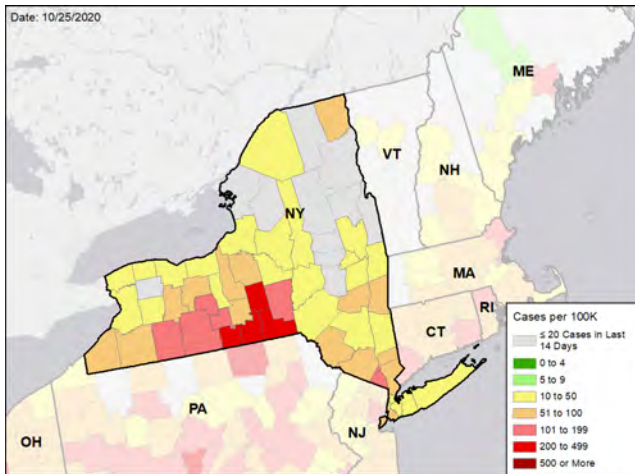 Date: 10/25/2020
ME
VT
NH
NY
MA
CT
RI
PA
NJ
OH
Cases per 100K
≤ 20 Cases in Last
14 Days
0 to 4
5 to 9
10 to 50
51 to 100
101 to 199
200 to 499
500 or More